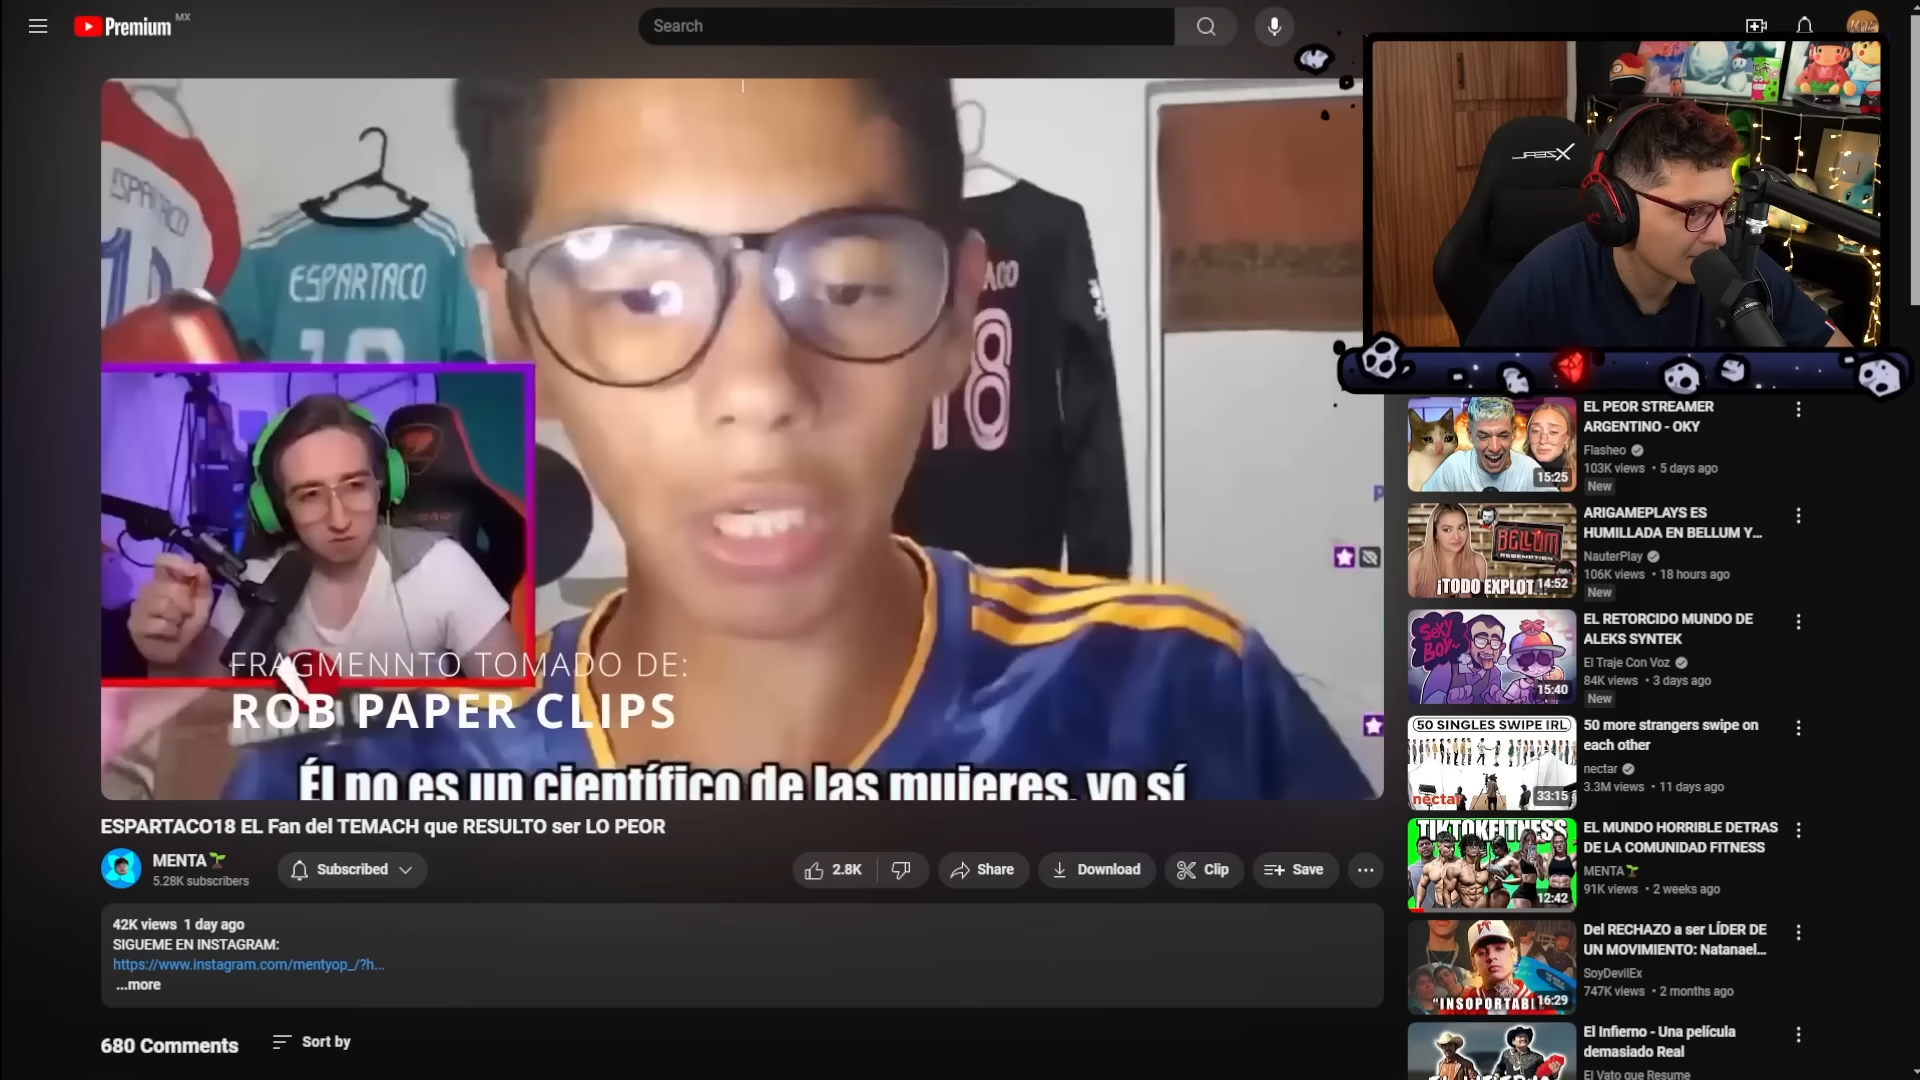 Premium MX
Search
ESPARTACO
ESPARTACO
18
FRAGMENNTO TOMADO DE:
ROB PAPER CLIPS
Él no es un científico de las mujeres, yo sí
ESPARTACO18 EL Fan del TEMACH que RESULTO ser LO PEOR
MENTA
5.28K subscribers
Subscribed
2.8K
Share
Download
Clip
Save
42K views 1 day ago
SIGUEME EN INSTAGRAM:
https://www.instagram.com/mentyop_/?h...
...more
680 Comments
Sort by
EL PEOR STREAMER
ARGENTINO - OKY
Flasheo
103K views • 5 days ago
New
15:25
ARIGAMEPLAYS ES
HUMILLADA EN BELLUM Y...
NauterPlay
106K views • 18 hours ago
New
BELLUM
REDEMPTION
¡TODO EXPLOT
14:52
EL RETORCIDO MUNDO DE
ALEKS SYNTEK
El Traje Con Voz
84K views • 3 days ago
New
SEXY
BOY
15:40
50 SINGLES SWIPE IRL
nectar
33:15
50 more strangers swipe on
each other
nectar
3.3M views • 11 days ago
TIKTOKFITNESS
12:42
EL MUNDO HORRIBLE DETRAS
DE LA COMUNIDAD FITNESS
MENTA
91K views • 2 weeks ago
"INSOPORTABL
16:29
Del RECHAZO a ser LÍDER DE
UN MOVIMIENTO: Natanael...
SoyDevilEx
747K views • 2 months ago
El Infierno - Una película
demasiado Real
El Vato que Resume